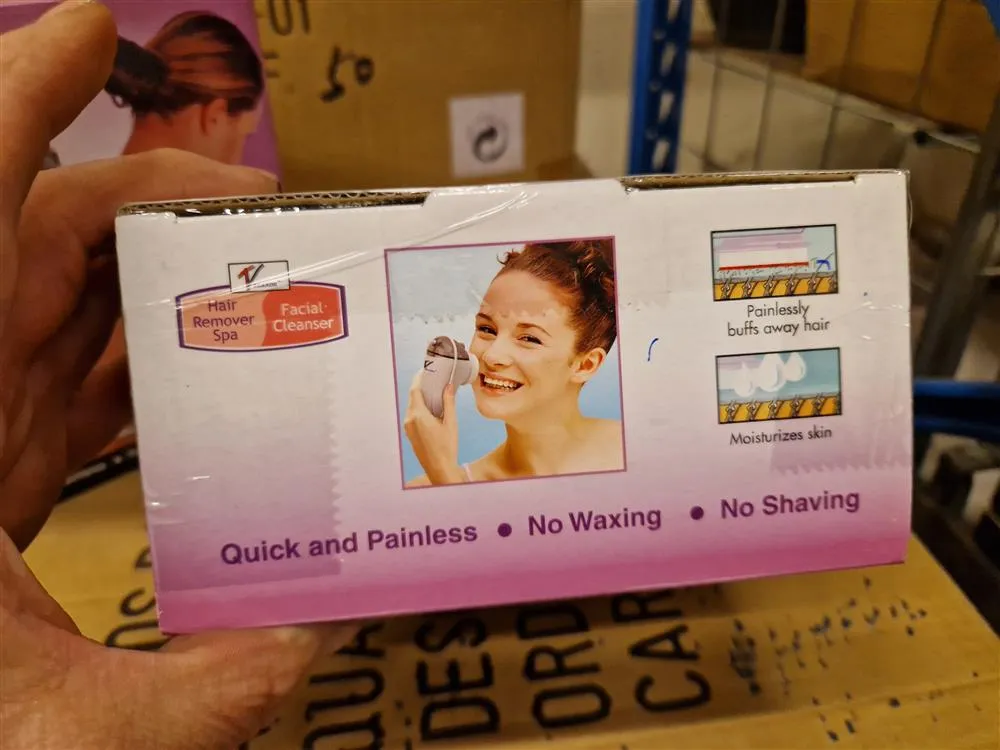 50
Hair
Remover
Spa
Facial
Cleanser
Painlessly
buffs away hair
Moisturizes skin
Quick and Painless • No Waxing • No Shaving
DES
ORD
CAR